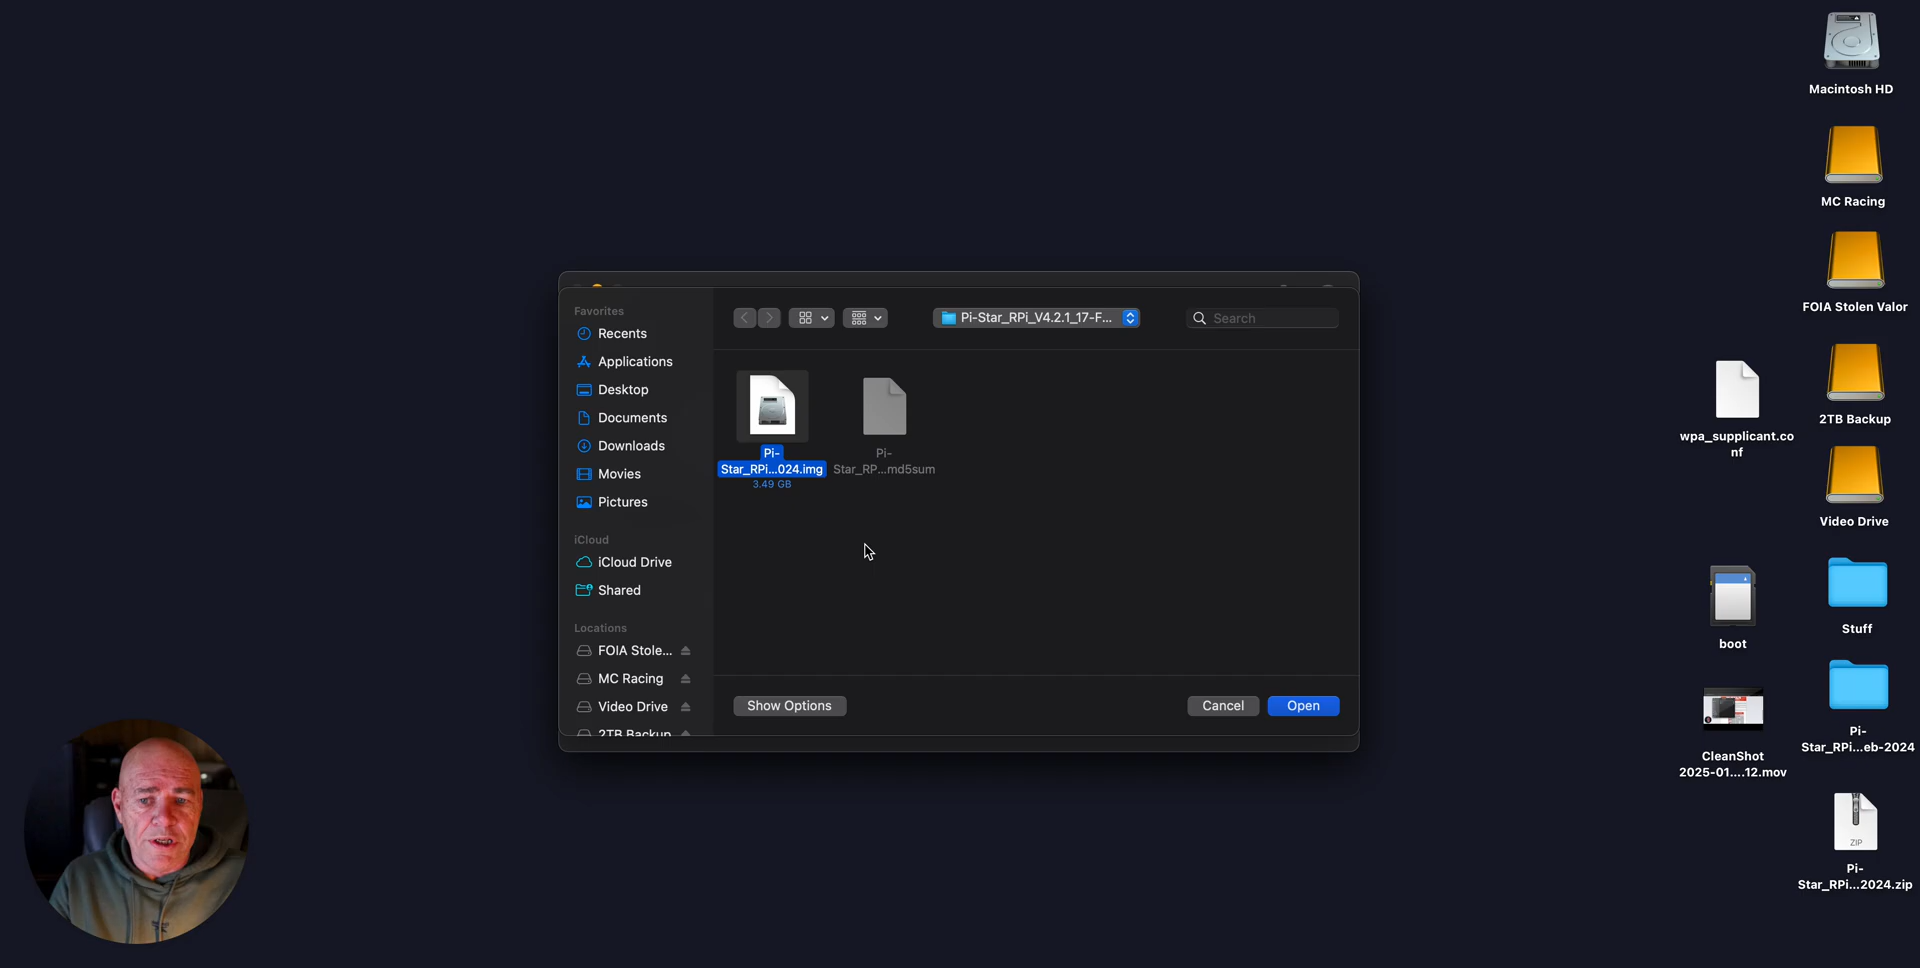 Macintosh HD
MC Racing
FOIA Stolen Valor
2TB Backup
wpa_supplicant.co
nf
Video Drive
boot
Stuff
CleanShot
2025-01....12.mov
Pi-
Star_RPi...eb-2024
ZIP
Pi-
Star_RPi...2024.zip
Favorites
Recents
Applications
Desktop
Documents
Downloads
Movies
Pictures
iCloud
iCloud Drive
Shared
Locations
FOIA Stole...
MC Racing
Video Drive
2TB Backup
Pi-Star_RPi_V4.2.1_17-F...
Search
Pi-
Star_RPi...024.img
3.49 GB
Pi-
Star_RP...md5sum
Show Options
Cancel
Open